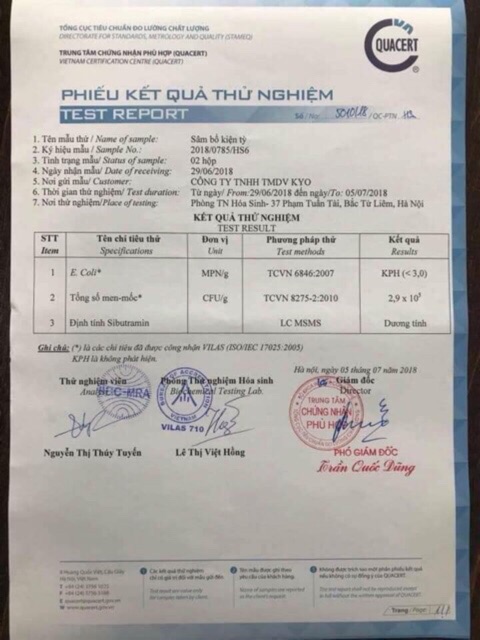 TỔNG CỤC TIÊU CHUẨN ĐO LƯỜNG CHẤT LƯỢNG
DIRECTORATE FOR STANDARDS, METROLOGY AND QUALITY (STAMEQ)
TRUNG TÂM CHỨNG NHẬN PHÙ HỢP (QUACERT)
VIETNAM CERTIFICATION CENTRE (QUACERT)
QUACERT
PHIẾU KẾT QUẢ THỬ NGHIỆM
TEST REPORT
Số / No: /QC-PTN
1. Tên mẫu thử / Name of sample: Sâm bổ kiện tỳ
2. Ký hiệu mẫu / Sample No.: 2018/0785/HS6
3. Tình trạng mẫu/ Status of sample: 02 hộp
4. Ngày nhận mẫu / Date of receiving: 29/06/2018
5. Nơi gửi mẫu/ Customer: CÔNG TY TNHH TMDV KYO
6. Thời gian thử nghiệm/ Test duration: Từ ngày/ From:29/06/2018 đến ngày/To: 05/07/2018
7. Nơi thử nghiệm/Place of testing: Phòng TN Hóa Sinh- 37 Phạm Tuấn Tài, Bắc Từ Liêm, Hà Nội
KẾT QUẢ THỬ NGHIỆM
TEST RESULT
STT Tên chỉ tiêu thử Đơn vị Phương pháp thử Kết quả
Item Specifications Unit Test methods Results
1 E. Coli* MPN/g TCVN 6846:2007 KPH (< 3,0)
2 Tổng số men-mốc* CFU/g TCVN 8275-2:2010 2,9 x 10⁵
3 Định tính Sibutramin LC MSMS Dương tính
Ghi chú: (*) là các chỉ tiêu đã được công nhận VILAS (ISO/IEC 17025:2005)
KPH là không phát hiện.
Hà Nội, ngày 05 tháng 07 năm 2018
Thử nghiệm viên Phòng Thử nghiệm Hóa sinh Giám đốc
Biochemical Testing Lab. Director
VIETNAM
VILAS 710
TRUNG TÂM
CHỨNG NHẬN
PHÙ HỢP
PHÓ GIÁM ĐỐC
Nguyễn Thị Thúy Tuyến Lê Thị Việt Hồng Trần Quốc Dũng